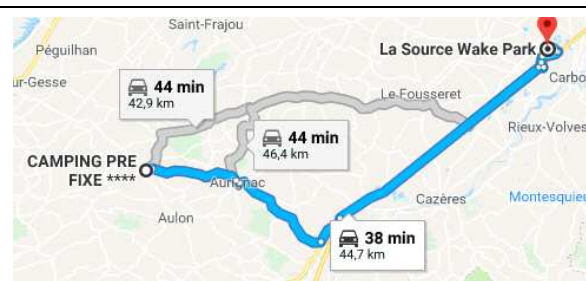 Saint-Frajou
Péguilhan
La Source Wake Park
ur-Gesse
44 min
42,9 km
Carbo
Le Fousseret
44 min
46,4 km
Rieux-Volves
CAMPING PRE
FIXE ****
Aurignac
Cazères
Montesquieu
Aulon
38 min
44,7 km